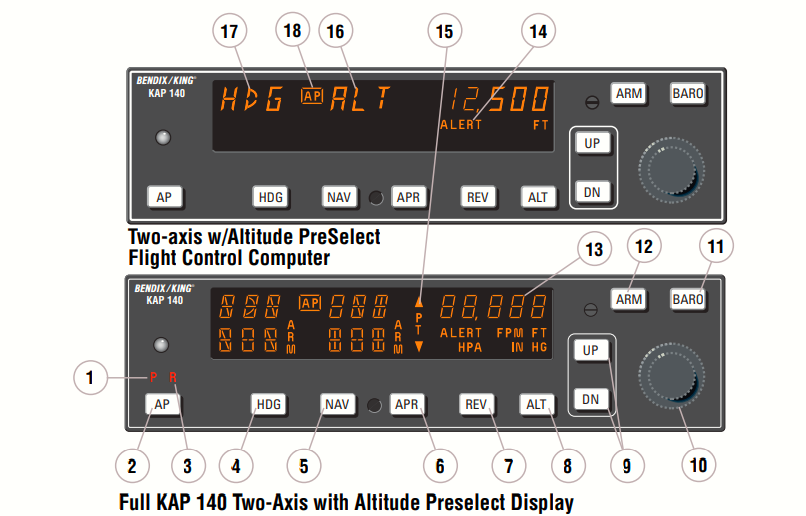 17 18 16 15 14
BENDIX/KING®
KAP 140
HDG AP ALT 12,500
ALERT FT
ARM BARO
UP
DN
AP HDG NAV APR REV ALT
Two-axis w/Altitude PreSelect
Flight Control Computer
13 12 11
BENDIX/KING®
KAP 140
AP 88,888
ARM ARM PT
ALERT FPM FT
HPA IN HG
ARM BARO
UP
DN
1 P R
AP HDG NAV APR REV ALT
2 3 4 5 6 7 8 9 10
Full KAP 140 Two-Axis with Altitude Preselect Display